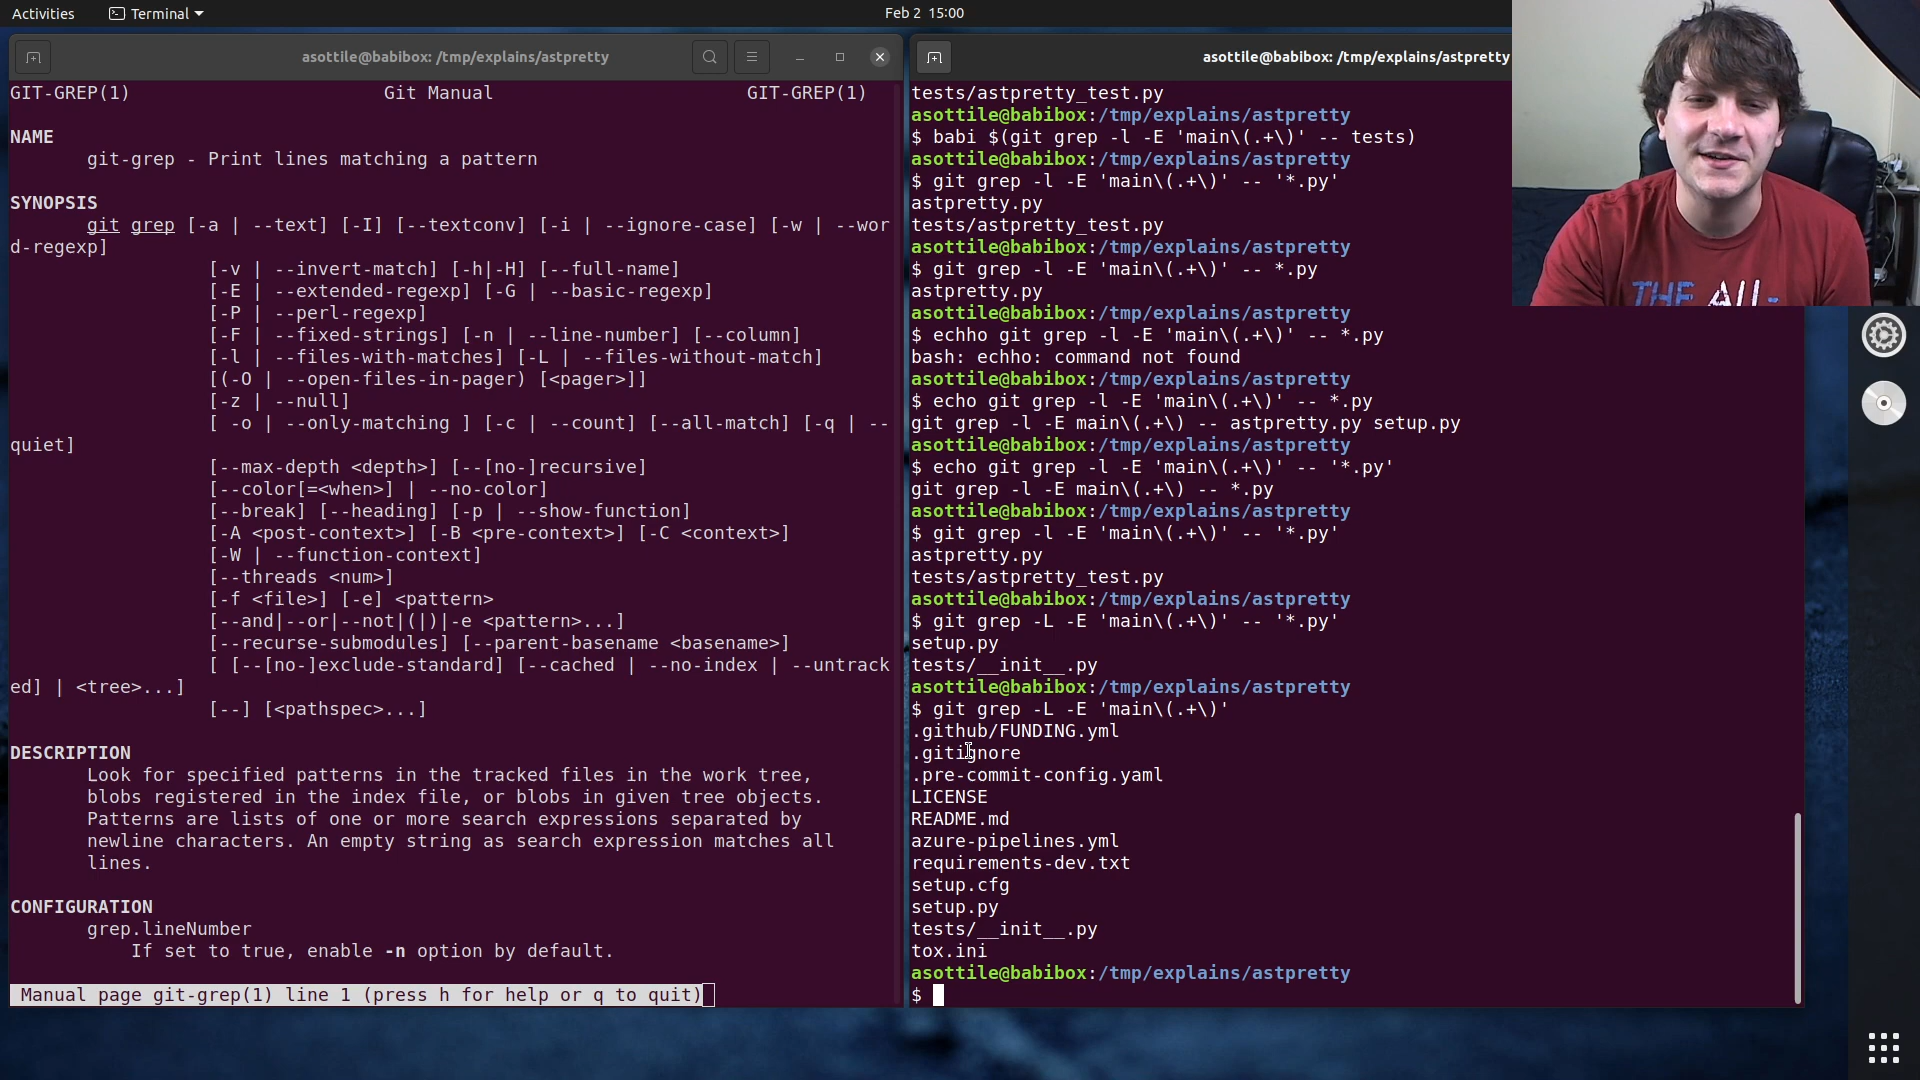 Activities
Terminal
Feb 2 15:00
asottile@babibox: /tmp/explains/astpretty
GIT-GREP(1) Git Manual GIT-GREP(1)
NAME
git-grep - Print lines matching a pattern
SYNOPSIS
git grep [-a | --text] [-I] [--textconv] [-i | --ignore-case] [-w | --wor
d-regexp]
[-v | --invert-match] [-h|-H] [--full-name]
[-E | --extended-regexp] [-G | --basic-regexp]
[-P | --perl-regexp]
[-F | --fixed-strings] [-n | --line-number] [--column]
[-l | --files-with-matches] [-L | --files-without-match]
[(-O | --open-files-in-pager) [<pager>]]
[-z | --null]
[ -o | --only-matching ] [-c | --count] [--all-match] [-q | --
quiet]
[--max-depth <depth>] [--[no-]recursive]
[--color[=<when>] | --no-color]
[--break] [--heading] [-p | --show-function]
[-A <post-context>] [-B <pre-context>] [-C <context>]
[-W | --function-context]
[--threads <num>]
[-f <file>] [-e] <pattern>
[--and|--or|--not|(|)|-e <pattern>...]
[--recurse-submodules] [--parent-basename <basename>]
[ [--[no-]exclude-standard] [--cached | --no-index | --untrack
ed] | <tree>...]
[--] [<pathspec>...]
DESCRIPTION
Look for specified patterns in the tracked files in the work tree,
blobs registered in the index file, or blobs in given tree objects.
Patterns are lists of one or more search expressions separated by
newline characters. An empty string as search expression matches all
lines.
CONFIGURATION
grep.lineNumber
If set to true, enable -n option by default.
Manual page git-grep(1) line 1 (press h for help or q to quit)
asottile@babibox: /tmp/explains/astpretty
tests/astpretty_test.py
asottile@babibox:/tmp/explains/astpretty
$ babi $(git grep -l -E 'main\(.+\)' -- tests)
asottile@babibox:/tmp/explains/astpretty
$ git grep -l -E 'main\(.+\)' -- '*.py'
astpretty.py
tests/astpretty_test.py
asottile@babibox:/tmp/explains/astpretty
$ git grep -l -E 'main\(.+\)' -- *.py
astpretty.py
asottile@babibox:/tmp/explains/astpretty
$ echho git grep -l -E 'main\(.+\)' -- *.py
bash: echho: command not found
asottile@babibox:/tmp/explains/astpretty
$ echo git grep -l -E 'main\(.+\)' -- *.py
git grep -l -E main\(.+\) -- astpretty.py setup.py
asottile@babibox:/tmp/explains/astpretty
$ echo git grep -l -E 'main\(.+\)' -- '*.py'
git grep -l -E main\(.+\) -- *.py
asottile@babibox:/tmp/explains/astpretty
$ git grep -l -E 'main\(.+\)' -- '*.py'
astpretty.py
tests/astpretty_test.py
asottile@babibox:/tmp/explains/astpretty
$ git grep -L -E 'main\(.+\)' -- '*.py'
setup.py
tests/__init__.py
asottile@babibox:/tmp/explains/astpretty
$ git grep -L -E 'main\(.+\)'
.github/FUNDING.yml
.gitignore
.pre-commit-config.yaml
LICENSE
README.md
azure-pipelines.yml
requirements-dev.txt
setup.cfg
setup.py
tests/__init__.py
tox.ini
asottile@babibox:/tmp/explains/astpretty
$
THE ALL-